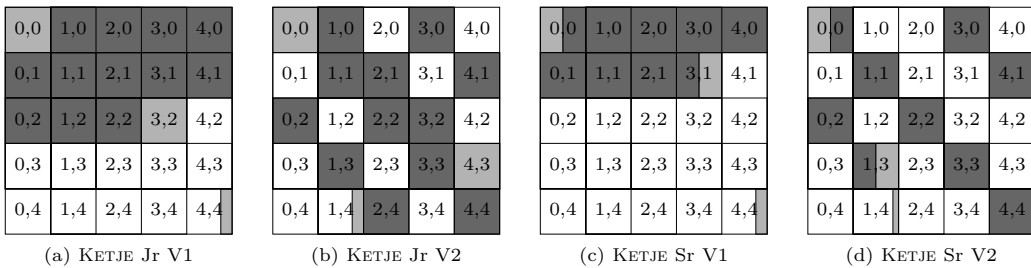 0,0 1,0 2,0 3,0 4,0 0,0 1,0 2,0 3,0 4,0 0,0 1,0 2,0 3,0 4,0 0,0 1,0 2,0 3,0 4,0
0,1 1,1 2,1 3,1 4,1 0,1 1,1 2,1 3,1 4,1 0,1 1,1 2,1 3,1 4,1 0,1 1,1 2,1 3,1 4,1
0,2 1,2 2,2 3,2 4,2 0,2 1,2 2,2 3,2 4,2 0,2 1,2 2,2 3,2 4,2 0,2 1,2 2,2 3,2 4,2
0,3 1,3 2,3 3,3 4,3 0,3 1,3 2,3 3,3 4,3 0,3 1,3 2,3 3,3 4,3 0,3 1,3 2,3 3,3 4,3
0,4 1,4 2,4 3,4 4,4 0,4 1,4 2,4 3,4 4,4 0,4 1,4 2,4 3,4 4,4 0,4 1,4 2,4 3,4 4,4
(a) KETJE Jr V1 (b) KETJE Jr V2 (c) KETJE Sr V1 (d) KETJE Sr V2